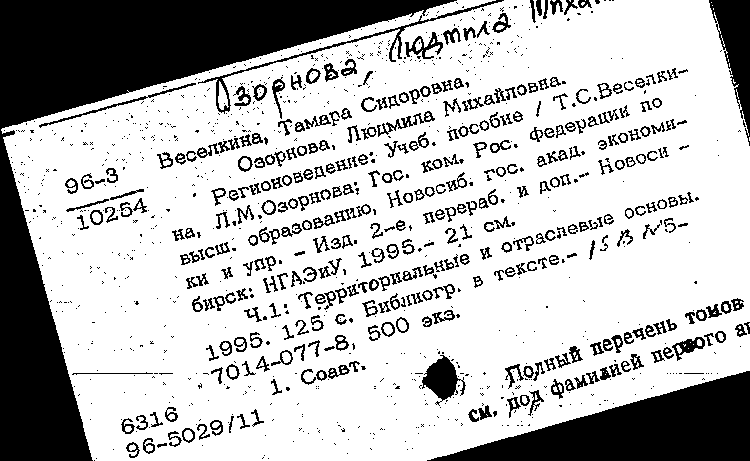 Озорнова, Людмила
Веселкина, Тамара Сидоровна,
Озорнова, Людмила Михайловна.
96-3
10254
Регионоведение: Учеб. пособие / Т.С.Веселки-
на, Л.М.Озорнова; Гос. ком. Рос. Федерации по
высш. образованию, Новосиб. гос. акад. экономи-
ки и упр. - Изд. 2-е, перераб. и доп.- Новоси -
бирск: НГАЭиУ, 1995.- 21 см.
Ч.1: Территориальные и отраслевые основы.
1995. 125 с. Библиогр. в тексте.- ISBN 5-
7014-077-8, 500 экз.
1. Соавт.
6316
96-5029/11
Полный перечень томов
см. под фамилией первого